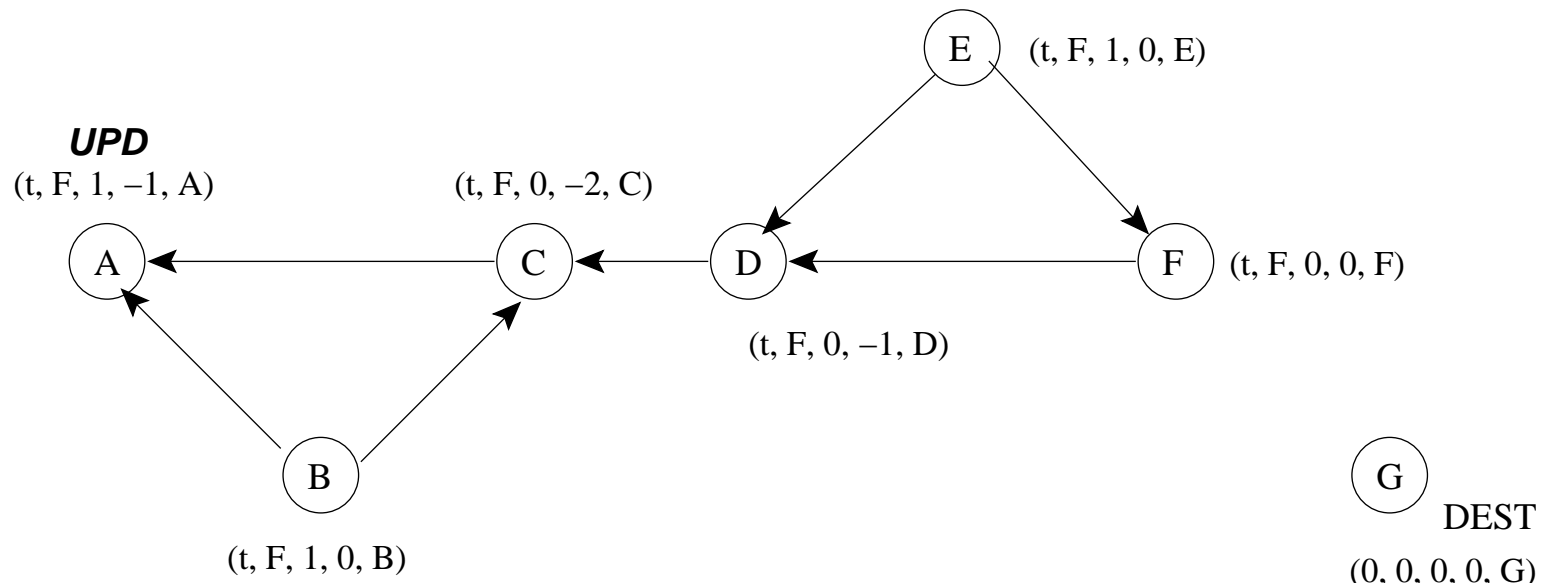 E
(t, F, 1, 0, E)
UPD
(t, F, 1, –1, A)
(t, F, 0, –2, C)
A
C
D
F
(t, F, 0, 0, F)
(t, F, 0, –1, D)
B
G
DEST
(t, F, 1, 0, B)
(0, 0, 0, 0, G)